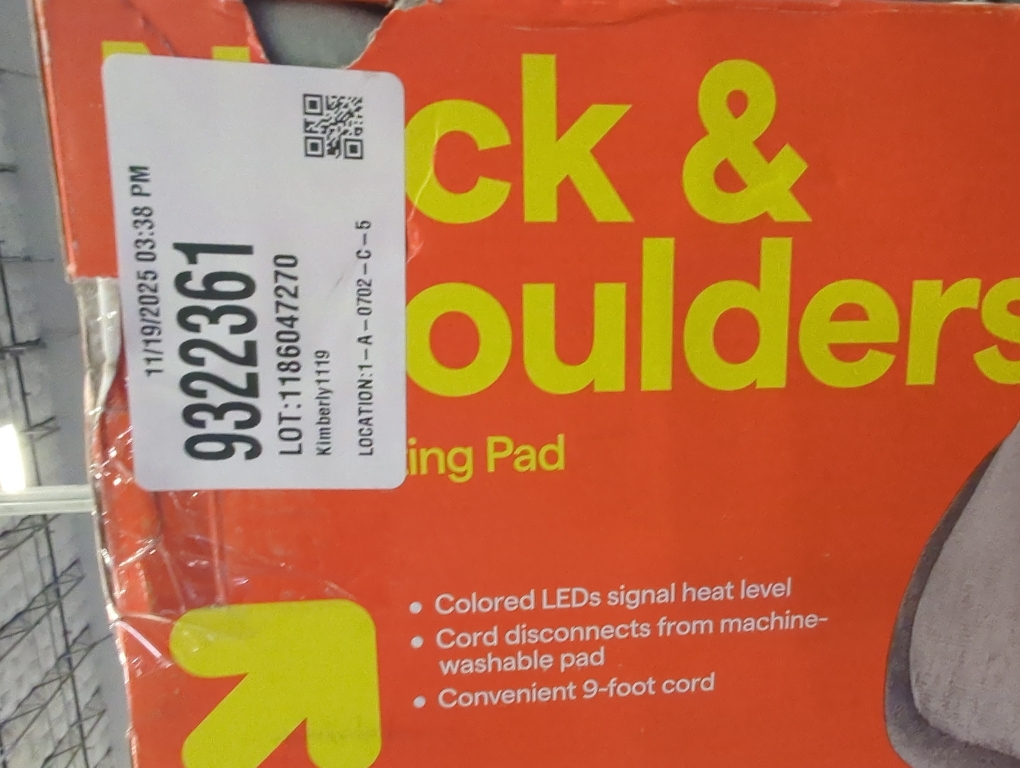 11/19/2025 03:38 PM
9322361
LOT:1186047270
Kimberly1119
LOCATION:1-A-0702-C-5
ck &
oulders
ing Pad
• Colored LEDs signal heat level
• Cord disconnects from machine-
washable pad
• Convenient 9-foot cord